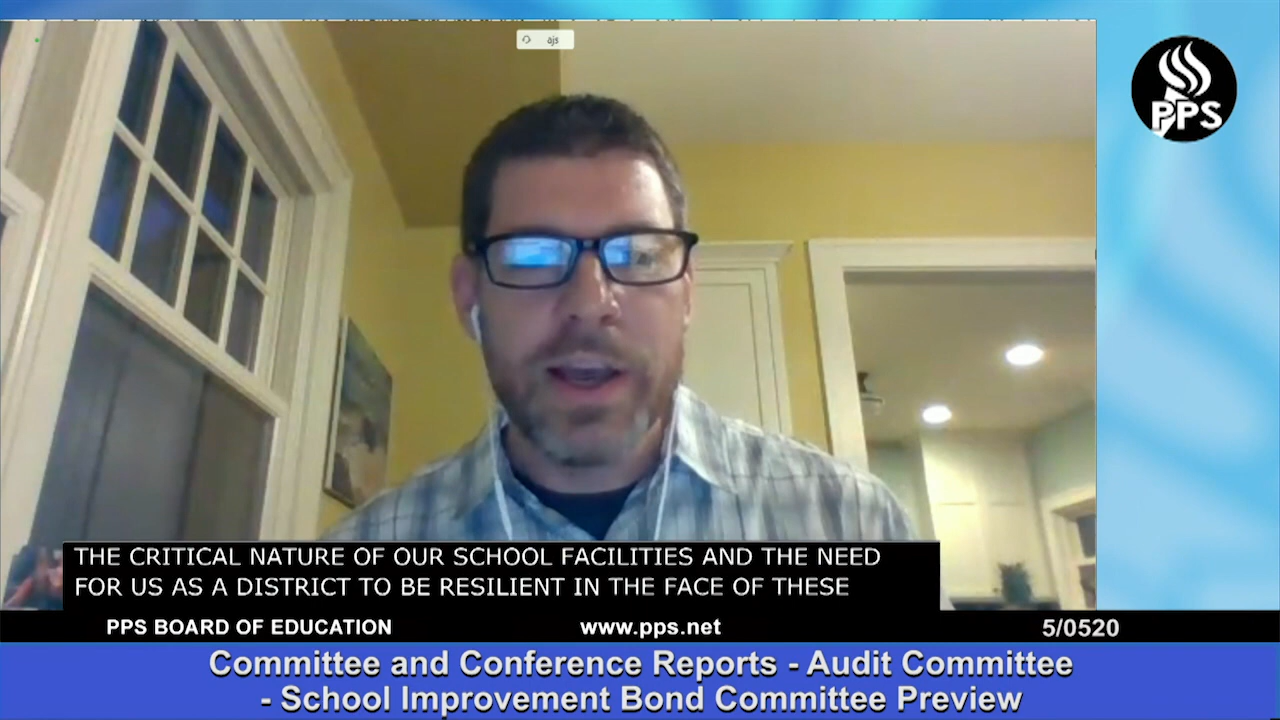 ajs
PPS
THE CRITICAL NATURE OF OUR SCHOOL FACILITIES AND THE NEED
FOR US AS A DISTRICT TO BE RESILIENT IN THE FACE OF THESE
PPS BOARD OF EDUCATION www.pps.net 5/0520
Committee and Conference Reports - Audit Committee
- School Improvement Bond Committee Preview